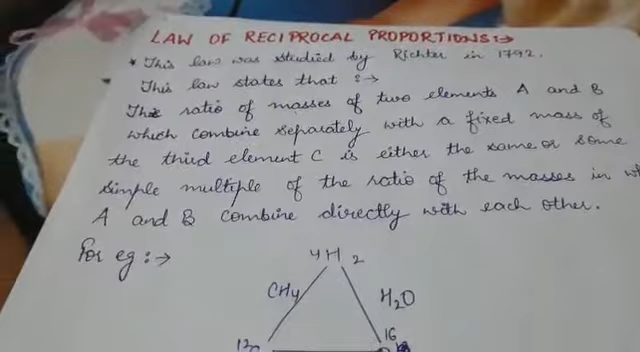 LAW OF RECIPROCAL PROPORTIONS:→
* This law was studied by Richter in 1792.
This law states that :→
The ratio of masses of two elements A and B
which combine separately with a fixed mass of
the third element C is either the same or some
simple multiple of the ratio of the masses in
A and B combine directly with each other.
For eg :→
4H 2
CH4 H2O
12C 16